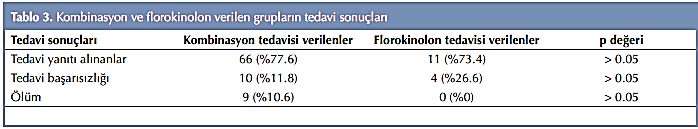 Tablo 3. Kombinasyon ve florokinolon verilen grupların tedavi sonuçları
Tedavi sonuçları Kombinasyon tedavisi verilenler Florokinolon tedavisi verilenler p değeri
Tedavi yanıtı alınanlar 66 (%77.6) 11 (%73.4) > 0.05
Tedavi başarısızlığı 10 (%11.8) 4 (%26.6) > 0.05
Ölüm 9 (%10.6) 0 (%0) > 0.05